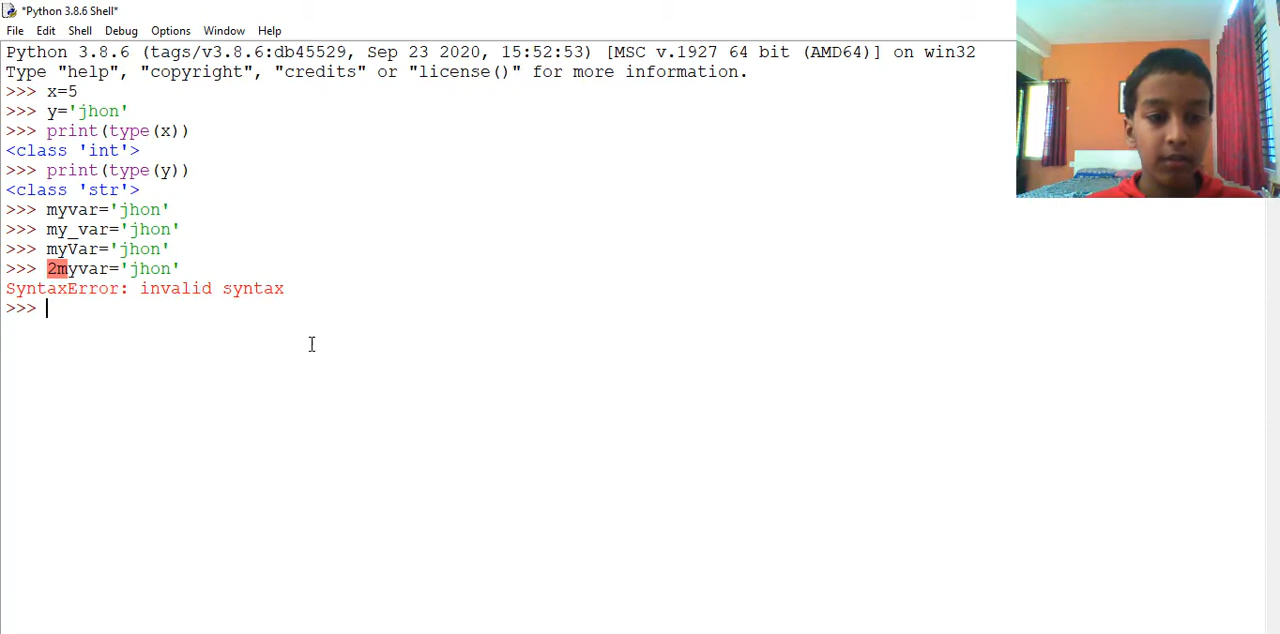 *Python 3.8.6 Shell*
File Edit Shell Debug Options Window Help
Python 3.8.6 (tags/v3.8.6:db45529, Sep 23 2020, 15:52:53) [MSC v.1927 64 bit (AMD64)] on win32
Type "help", "copyright", "credits" or "license()" for more information.
>>> x=5
>>> y='jhon'
>>> print(type(x))
<class 'int'>
>>> print(type(y))
<class 'str'>
>>> myvar='jhon'
>>> my_var='jhon'
>>> myVar='jhon'
>>> 2myvar='jhon'
SyntaxError: invalid syntax
>>>